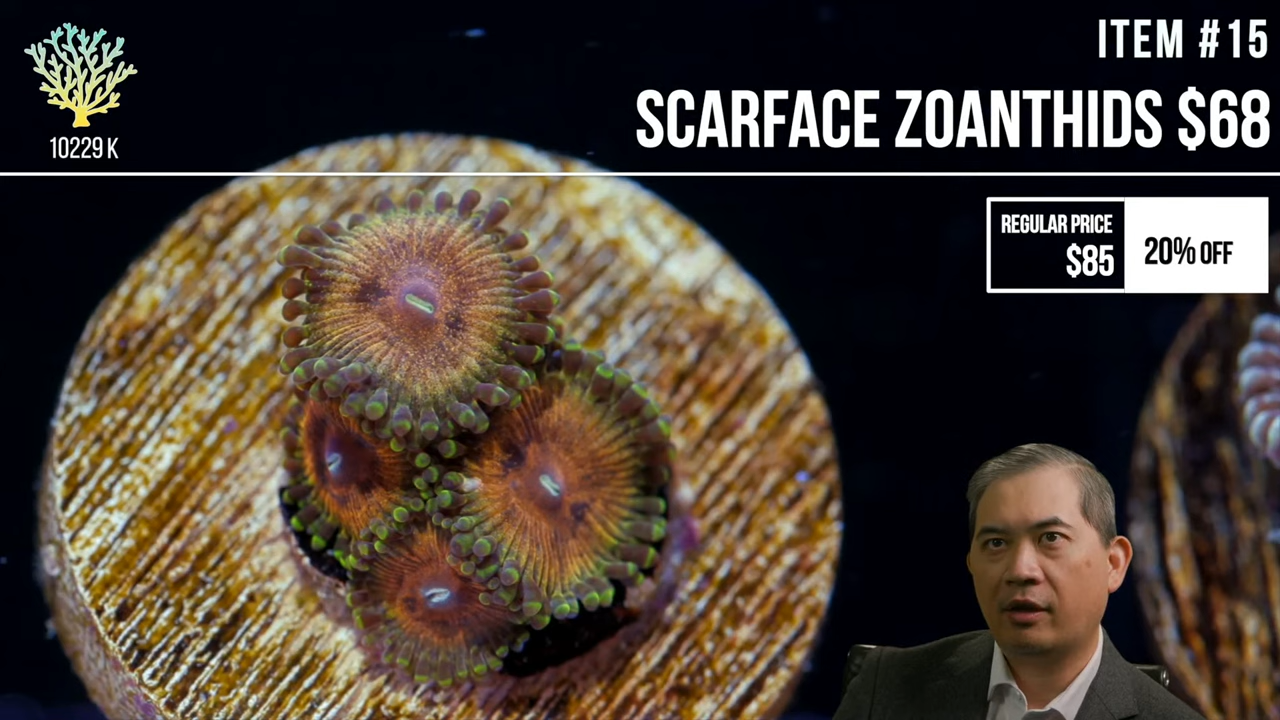 10229 K
ITEM #15
SCARFACE ZOANTHIDS $68
REGULAR PRICE
$85
20% OFF